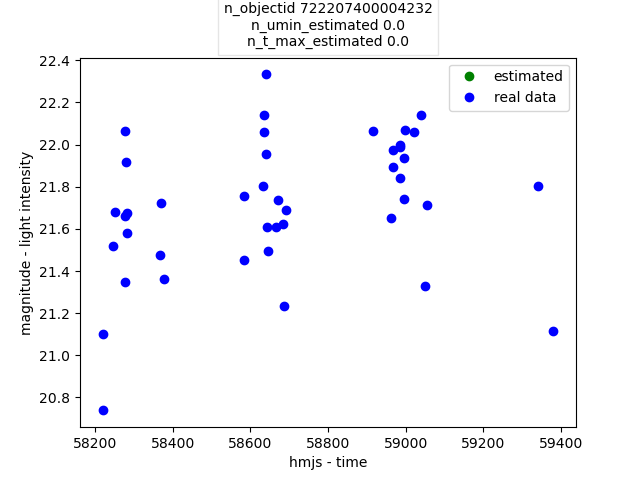 n_objectid 722207400004232
n_umin_estimated 0.0
n_t_max_estimated 0.0
estimated
real data
22.4
22.2
22.0
21.8
21.6
21.4
21.2
21.0
20.8
magnitude - light intensity
58200 58400 58600 58800 59000 59200 59400
hmjs - time